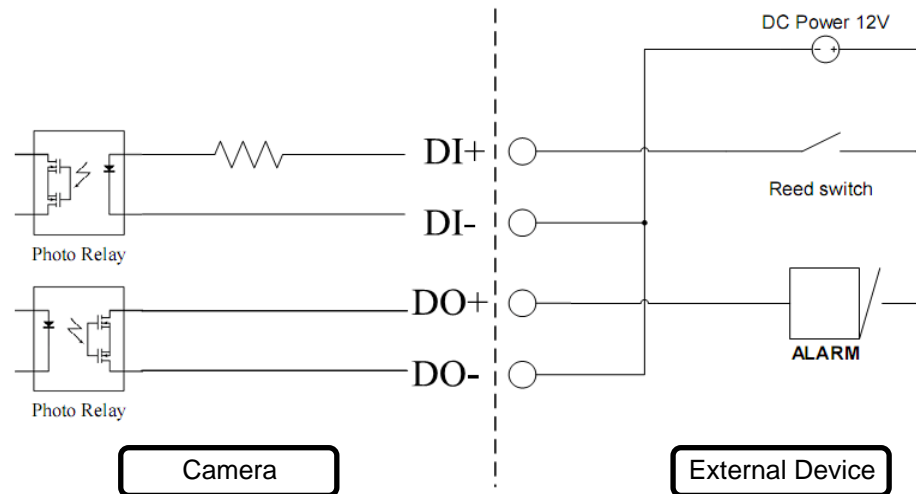 DC Power 12V
- +
DI+
Reed switch
DI-
Photo Relay
DO+
ALARM
DO-
Photo Relay
Camera
External Device